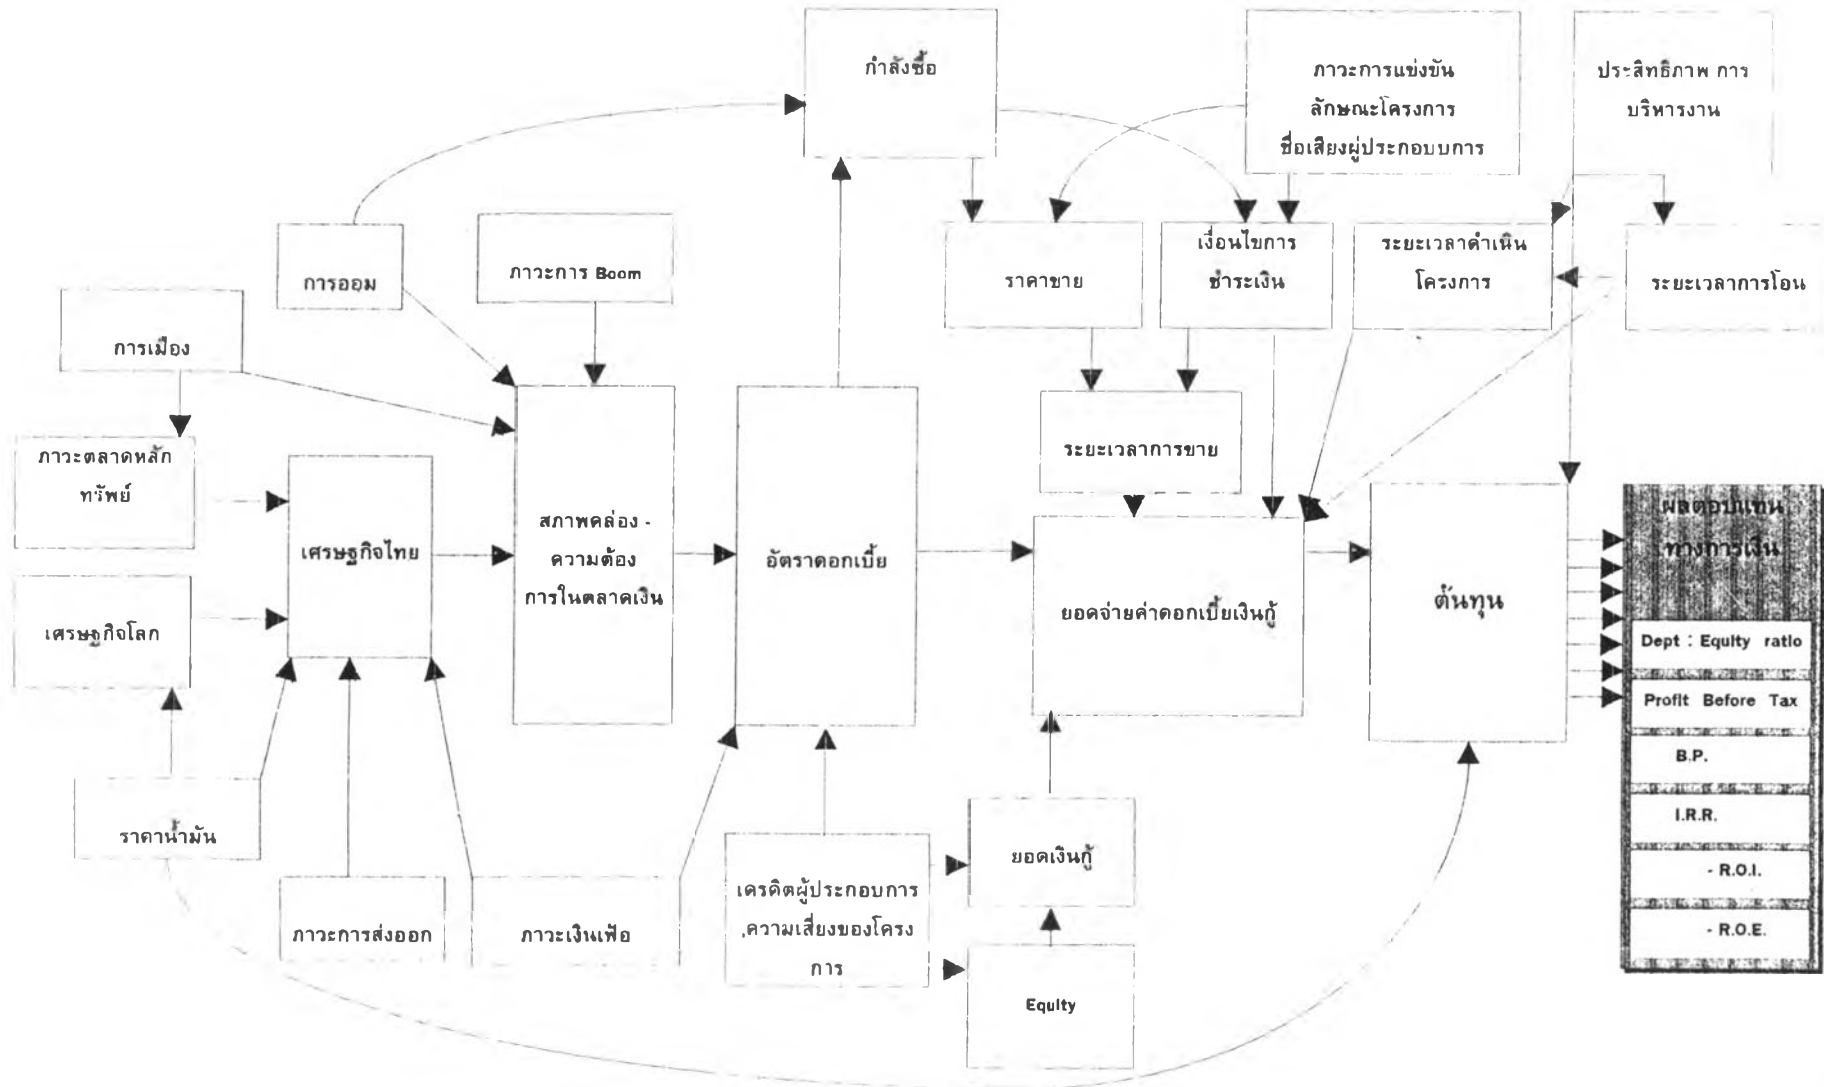 กำลังซื้อ
ภาวะการแข่งขัน
ลักษณะโครงการ
ชื่อเสียงผู้ประกอบบการ
ประสิทธิภาพ การ
บริหารงาน
การออม
ภาวะการ Boom
ราคาขาย
เงื่อนไขการ
ชำระเงิน
ระยะเวลาดำเนิน
โครงการ
ระยะเวลาการโอน
การเมือง
ภาวะตลาดหลัก
ทรัพย์
เศรษฐกิจไทย
สภาพคล่อง -
ความต้อง
การในตลาดเงิน
อัตราดอกเบี้ย
ระยะเวลาการขาย
ยอดจ่ายค่าดอกเบี้ยเงินกู้
ต้นทุน
ผลตอบแทน
ทางการเงิน
Dept : Equity ratio
Profit Before Tax
B.P.
I.R.R.
- R.O.I.
- R.O.E.
เศรษฐกิจโลก
ราคาน้ำมัน
ภาวะการส่งออก
ภาวะเงินเฟ้อ
เครดิตผู้ประกอบการ
,ความเสี่ยงของโครง
การ
ยอดเงินกู้
Equity